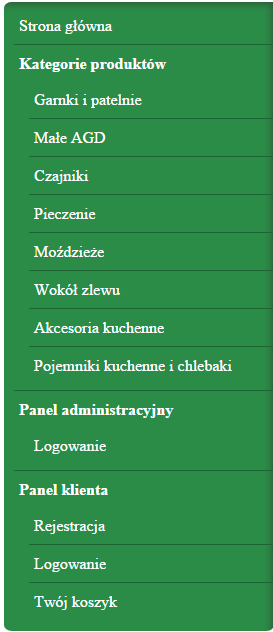 Strona główna
Kategorie produktów
Garnki i patelnie
Małe AGD
Czajniki
Pieczenie
Moździeże
Wokół zlewu
Akcesoria kuchenne
Pojemniki kuchenne i chlebaki
Panel administracyjny
Logowanie
Panel klienta
Rejestracja
Logowanie
Twój koszyk